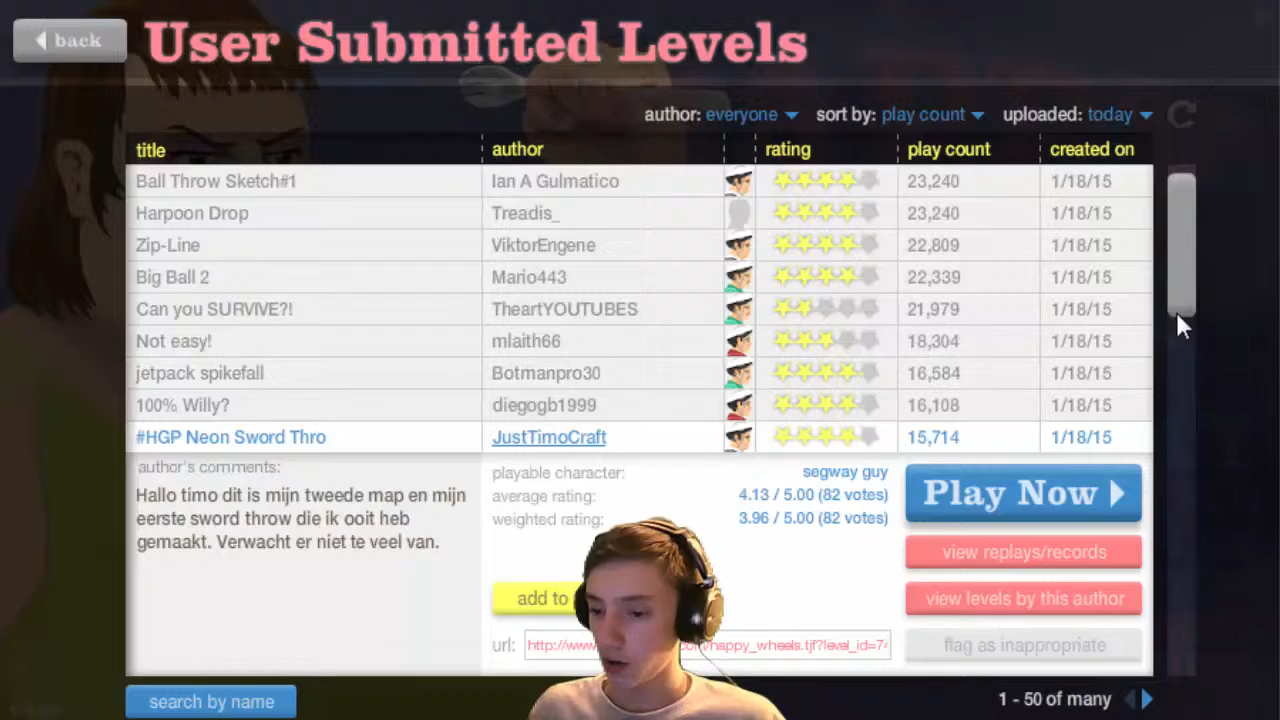 back
User Submitted Levels
author: everyone sort by: play count uploaded: today
title author rating play count created on
Ball Throw Sketch#1 Ian A Gulmatico 23,240 1/18/15
Harpoon Drop Treadis_ 23,240 1/18/15
Zip-Line ViktorEngene 22,809 1/18/15
Big Ball 2 Mario443 22,339 1/18/15
Can you SURVIVE?! TheartYOUTUBES 21,979 1/18/15
Not easy! mlaith66 18,304 1/18/15
jetpack spikefall Botmanpro30 16,584 1/18/15
100% Willy? diegogb1999 16,108 1/18/15
#HGP Neon Sword Thro JustTimoCraft 15,714 1/18/15
author's comments:
Hallo timo dit is mijn tweede map en mijn
eerste sword throw die ik ooit heb
gemaakt. Verwacht er niet te veel van.
playable character: segway guy
average rating: 4.13 / 5.00 (82 votes)
weighted rating: 3.96 / 5.00 (82 votes)
add to
url: http://www. com/happy_wheels.tjf?level_id=74
Play Now
view replays/records
view levels by this author
flag as inappropriate
search by name
1 - 50 of many